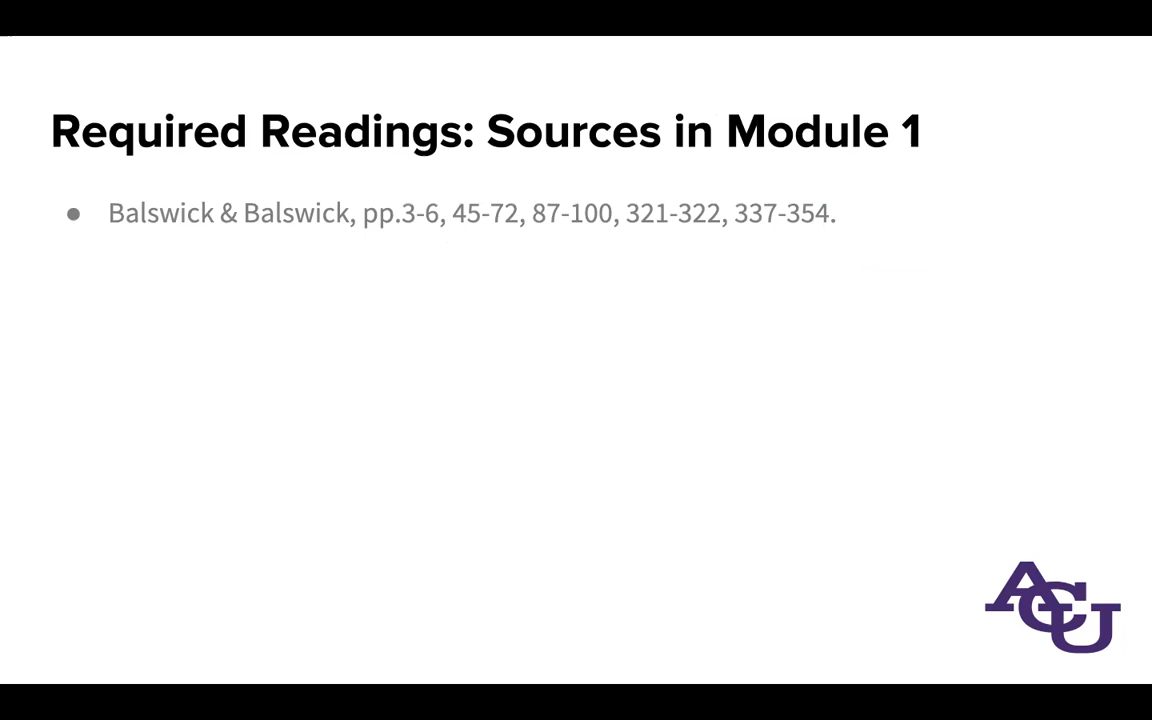 Required Readings: Sources in Module 1
● Balswick & Balswick, pp.3-6, 45-72, 87-100, 321-322, 337-354.
ACU